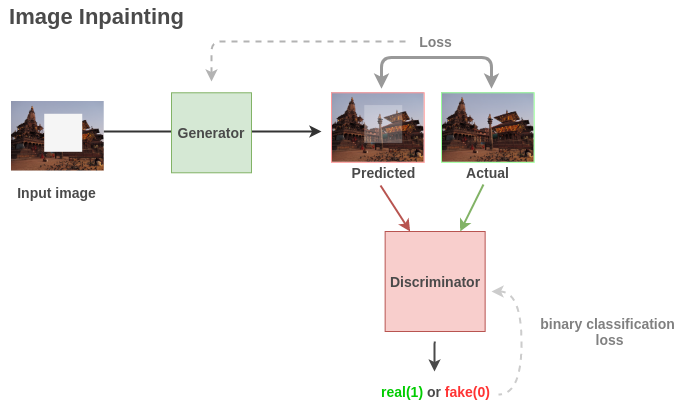 Image Inpainting
Loss
Generator
Input image
Predicted
Actual
Discriminator
binary classification
loss
real(1) or fake(0)